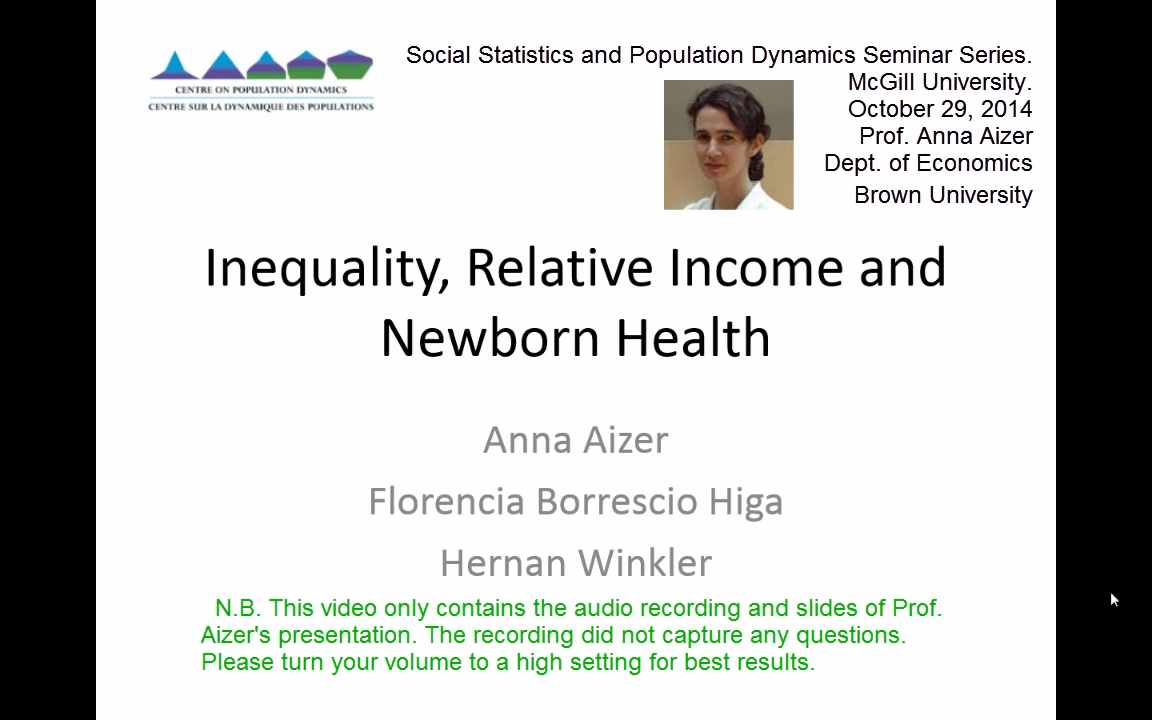 CENTRE ON POPULATION DYNAMICS
CENTRE SUR LA DYNAMIQUE DES POPULATIONS
Social Statistics and Population Dynamics Seminar Series.
McGill University.
October 29, 2014
Prof. Anna Aizer
Dept. of Economics
Brown University
Inequality, Relative Income and
Newborn Health
Anna Aizer
Florencia Borrescio Higa
Hernan Winkler
N.B. This video only contains the audio recording and slides of Prof.
Aizer's presentation. The recording did not capture any questions.
Please turn your volume to a high setting for best results.